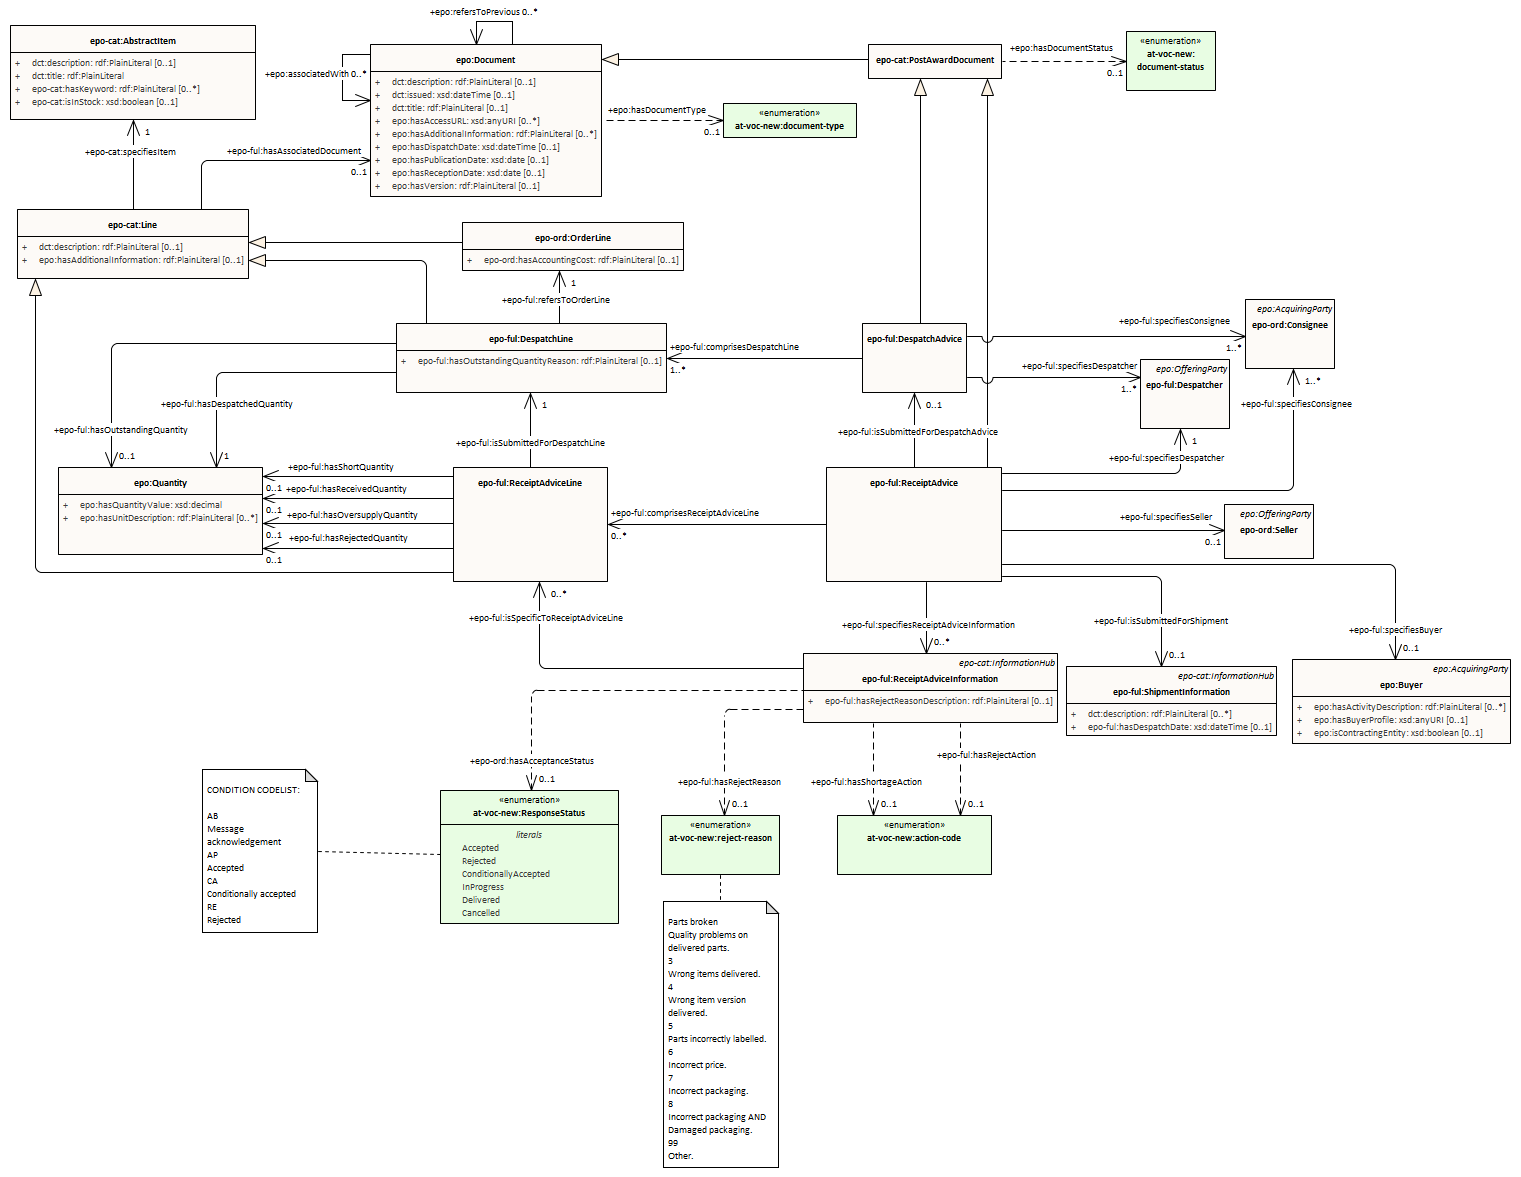 +epo:refersToPrevious 0..*
epo-cat:AbstractItem
+ dct:description: rdf:PlainLiteral [0..1]
+ dct:title: rdf:PlainLiteral
+ epo-cat:hasKeyword: rdf:PlainLiteral [0..*]
+ epo-cat:isInStock: xsd:boolean [0..1]
+epo:associatedWith 0..*
epo:Document
+ dct:description: rdf:PlainLiteral [0..1]
+ dct:issued: xsd:dateTime [0..1]
+ dct:title: rdf:PlainLiteral [0..1]
+ epo:hasAccessURL: xsd:anyURI [0..*]
+ epo:hasAdditionalInformation: rdf:PlainLiteral [0..*]
+ epo:hasDispatchDate: xsd:dateTime [0..1]
+ epo:hasPublicationDate: xsd:date [0..1]
+ epo:hasReceptionDate: xsd:date [0..1]
+ epo:hasVersion: rdf:PlainLiteral [0..1]
epo-cat:PostAwardDocument
+epo:hasDocumentStatus
0..1
«enumeration»
at-voc-new:
document-status
+epo:hasDocumentType
0..1
«enumeration»
at-voc-new:document-type
1
+epo-cat:specifiesItem
+epo-ful:hasAssociatedDocument
0..1
epo-cat:Line
+ dct:description: rdf:PlainLiteral [0..1]
+ epo:hasAdditionalInformation: rdf:PlainLiteral [0..1]
epo-ord:OrderLine
+ epo-ord:hasAccountingCost: rdf:PlainLiteral [0..1]
1
+epo-ful:refersToOrderLine
epo-ful:DespatchLine
+ epo-ful:hasOutstandingQuantityReason: rdf:PlainLiteral [0..1]
+epo-ful:comprisesDespatchLine
1..*
epo-ful:DespatchAdvice
+epo-ful:specifiesConsignee
1..*
epo:AcquiringParty
epo-ord:Consignee
+epo-ful:specifiesDespatcher
1..*
epo:OfferingParty
epo-ful:Despatcher
1..*
+epo-ful:specifiesConsignee
+epo-ful:hasDespatchedQuantity
1
+epo-ful:hasOutstandingQuantity
0..1
1
+epo-ful:isSubmittedForDespatchLine
0..1
+epo-ful:isSubmittedForDespatchAdvice
1
+epo-ful:specifiesDespatcher
epo:Quantity
+ epo:hasQuantityValue: xsd:decimal
+ epo:hasUnitDescription: rdf:PlainLiteral [0..*]
+epo-ful:hasShortQuantity
0..1
+epo-ful:hasReceivedQuantity
0..1
+epo-ful:hasOversupplyQuantity
0..1
+epo-ful:hasRejectedQuantity
0..1
epo-ful:ReceiptAdviceLine
+epo-ful:comprisesReceiptAdviceLine
0..*
epo-ful:ReceiptAdvice
+epo-ful:specifiesSeller
0..1
epo:OfferingParty
epo-ord:Seller
0..*
+epo-ful:isSpecificToReceiptAdviceLine
+epo-ful:specifiesReceiptAdviceInformation
0..*
+epo-ful:isSubmittedForShipment
0..1
+epo-ful:specifiesBuyer
0..1
epo-cat:InformationHub
epo-ful:ReceiptAdviceInformation
+ epo-ful:hasRejectReasonDescription: rdf:PlainLiteral [0..1]
epo-cat:InformationHub
epo-ful:ShipmentInformation
+ dct:description: rdf:PlainLiteral [0..*]
+ epo-ful:hasDespatchDate: xsd:dateTime [0..1]
epo:AcquiringParty
epo:Buyer
+ epo:hasActivityDescription: rdf:PlainLiteral [0..*]
+ epo:hasBuyerProfile: xsd:anyURI [0..1]
+ epo:isContractingEntity: xsd:boolean [0..1]
+epo-ord:hasAcceptanceStatus
0..1
+epo-ful:hasRejectReason
0..1
+epo-ful:hasShortageAction
0..1
+epo-ful:hasRejectAction
0..1
CONDITION CODELIST:
AB
Message
acknowledgement
AP
Accepted
CA
Conditionally accepted
RE
Rejected
«enumeration»
at-voc-new:ResponseStatus
literals
Accepted
Rejected
ConditionallyAccepted
InProgress
Delivered
Cancelled
«enumeration»
at-voc-new:reject-reason
«enumeration»
at-voc-new:action-code
Parts broken
Quality problems on
delivered parts.
3
Wrong items delivered.
4
Wrong item version
delivered.
5
Parts incorrectly labelled.
6
Incorrect price.
7
Incorrect packaging.
8
Incorrect packaging AND
Damaged packaging.
99
Other.